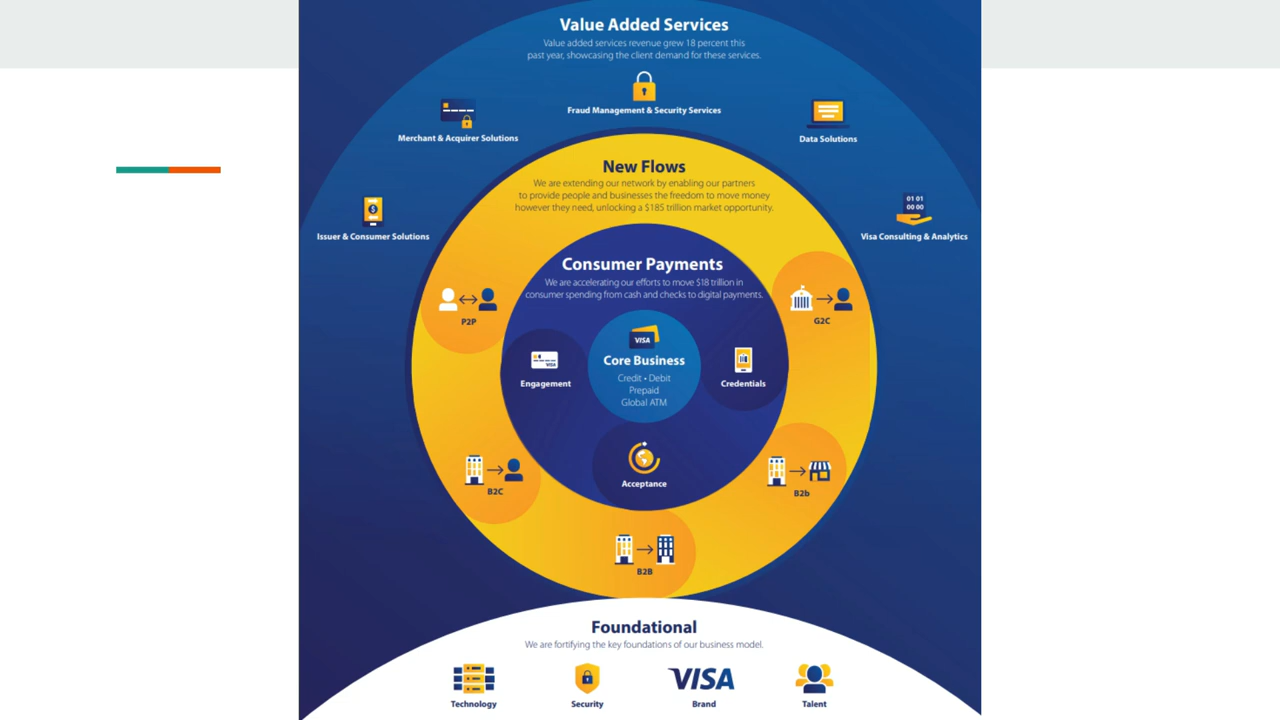 Value Added Services
Value added services revenue grew 18 percent this
past year, showcasing the client demand for these services.
Fraud Management & Security Services
Merchant & Acquirer Solutions
Data Solutions
Issuer & Consumer Solutions
01 01
00 00
Visa Consulting & Analytics
New Flows
We are extending our network by enabling our partners
to provide people and businesses the freedom to move money
however they need, unlocking a $185 trillion market opportunity.
P2P
G2C
B2C
B2b
B2B
Consumer Payments
We are accelerating our efforts to move $18 trillion in
consumer spending from cash and checks to digital payments.
VISA
Core Business
Credit • Debit
Prepaid
Global ATM
VISA
Engagement
Credentials
Acceptance
Foundational
We are fortifying the key foundations of our business model.
Technology
Security
VISA
Brand
Talent